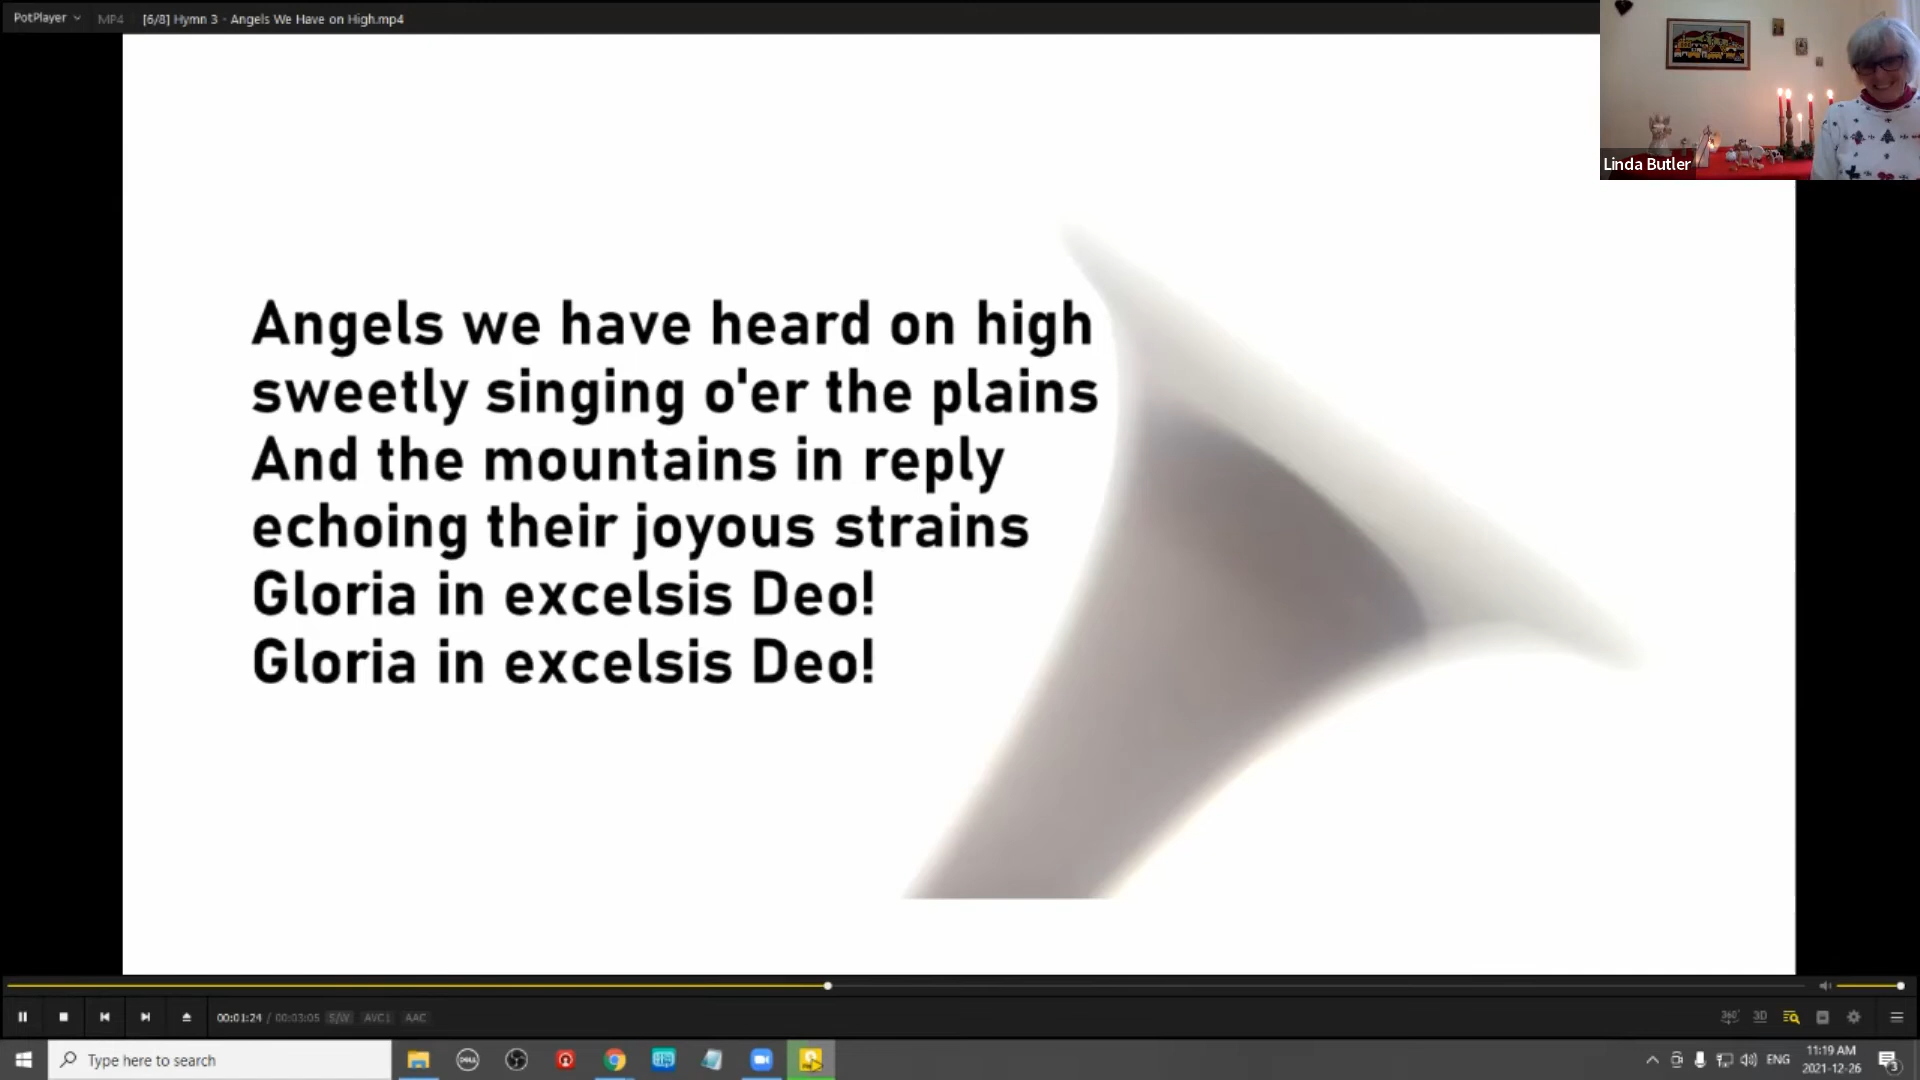 PotPlayer MP4 [6/8] Hymn 3 - Angels We Have on High.mp4
Linda Butler
Angels we have heard on high
sweetly singing o'er the plains
And the mountains in reply
echoing their joyous strains
Gloria in excelsis Deo!
Gloria in excelsis Deo!
00:01:24 / 00:03:05 S/W AVC1 AAC
360° 3D
Type here to search
DELL
ENG
11:19 AM
2021-12-26
3